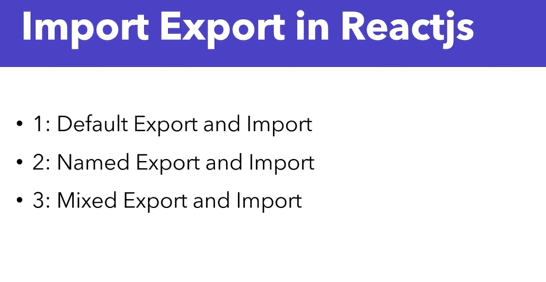 Import Export in Reactjs
• 1: Default Export and Import
• 2: Named Export and Import
• 3: Mixed Export and Import